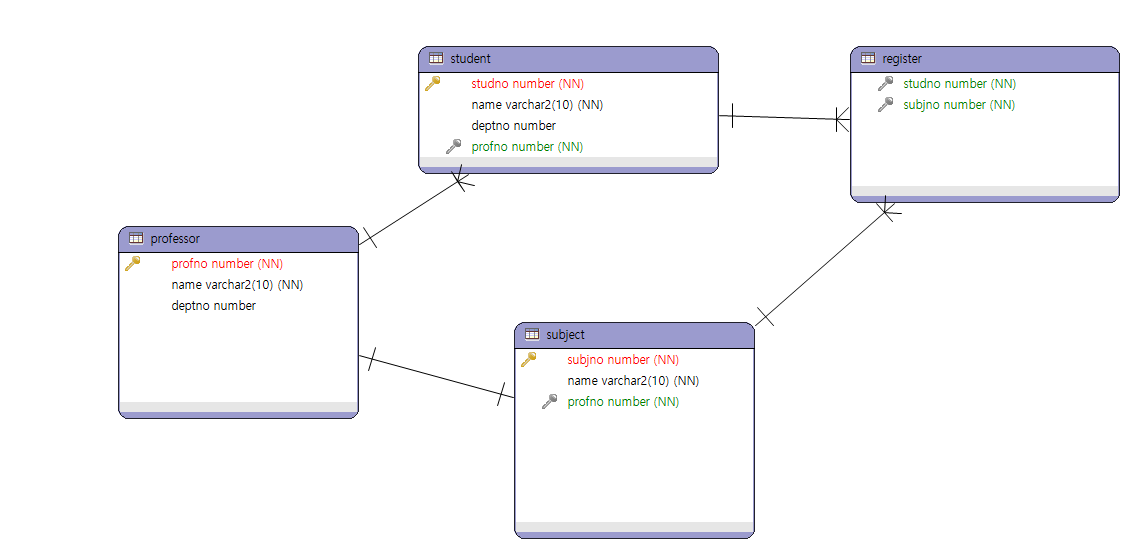 student
studno number (NN)
name varchar2(10) (NN)
deptno number
profno number (NN)
register
studno number (NN)
subjno number (NN)
professor
profno number (NN)
name varchar2(10) (NN)
deptno number
subject
subjno number (NN)
name varchar2(10) (NN)
profno number (NN)